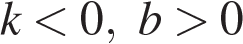 k < 0, b > 0